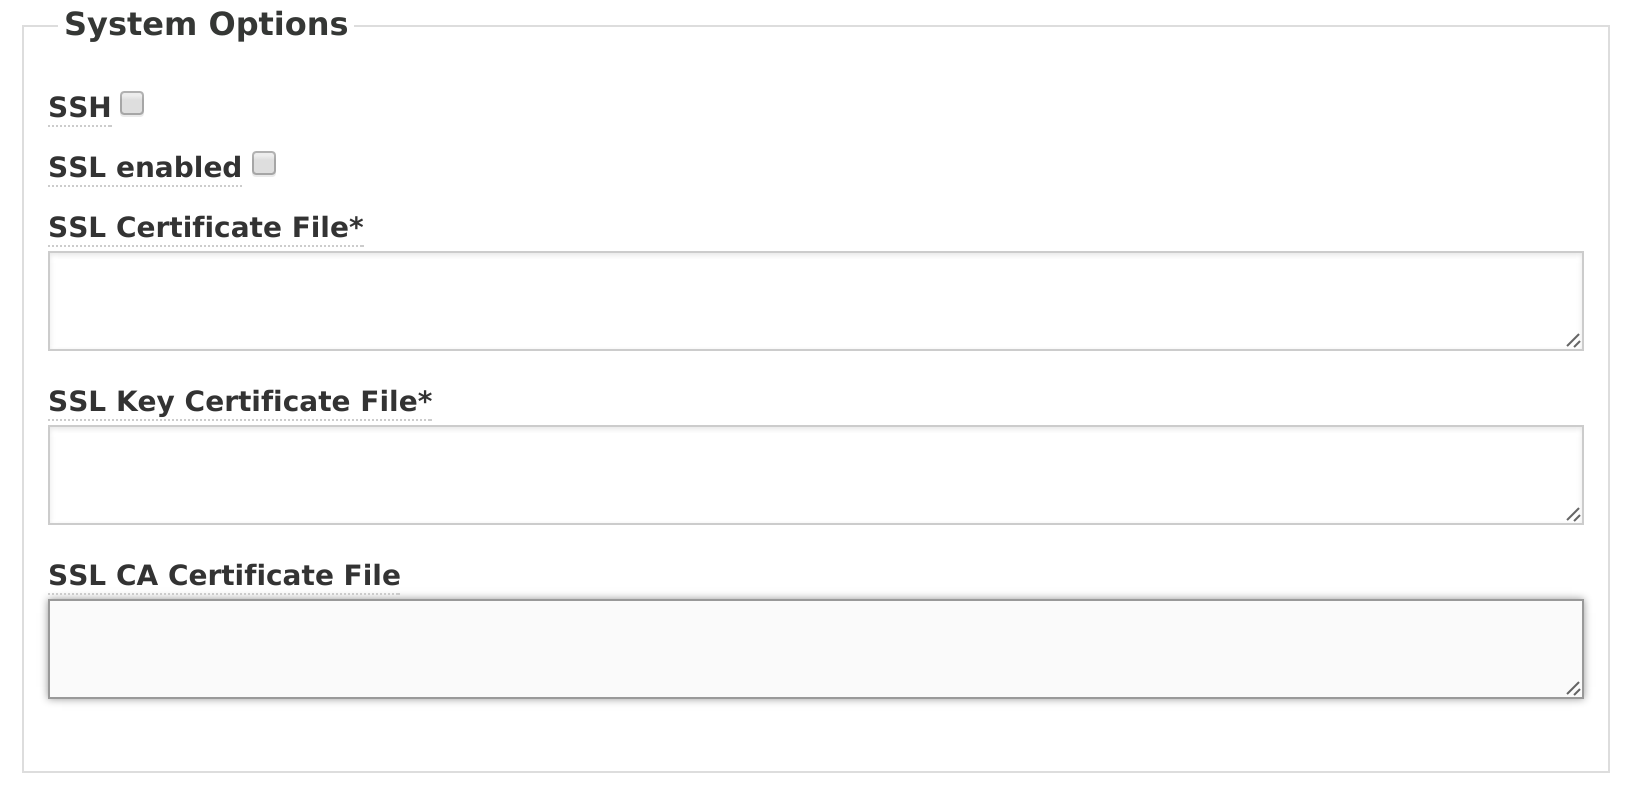 System Options
SSH
SSL enabled
SSL Certificate File*
SSL Key Certificate File*
SSL CA Certificate File